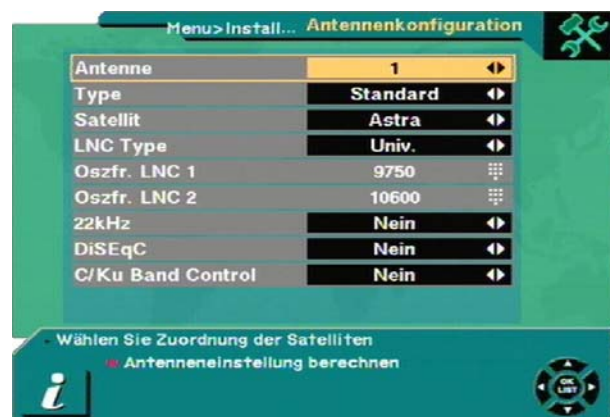 Menu>Install... Antennenkonfiguration
Antenne 1
Type Standard
Satellit Astra
LNC Type Univ.
Oszfr. LNC 1 9750
Oszfr. LNC 2 10600
22kHz Nein
DiSEqC Nein
C/Ku Band Control Nein
Wählen Sie Zuordnung der Satelliten
Antenneneinstellung berechnen
i
OK
LIST